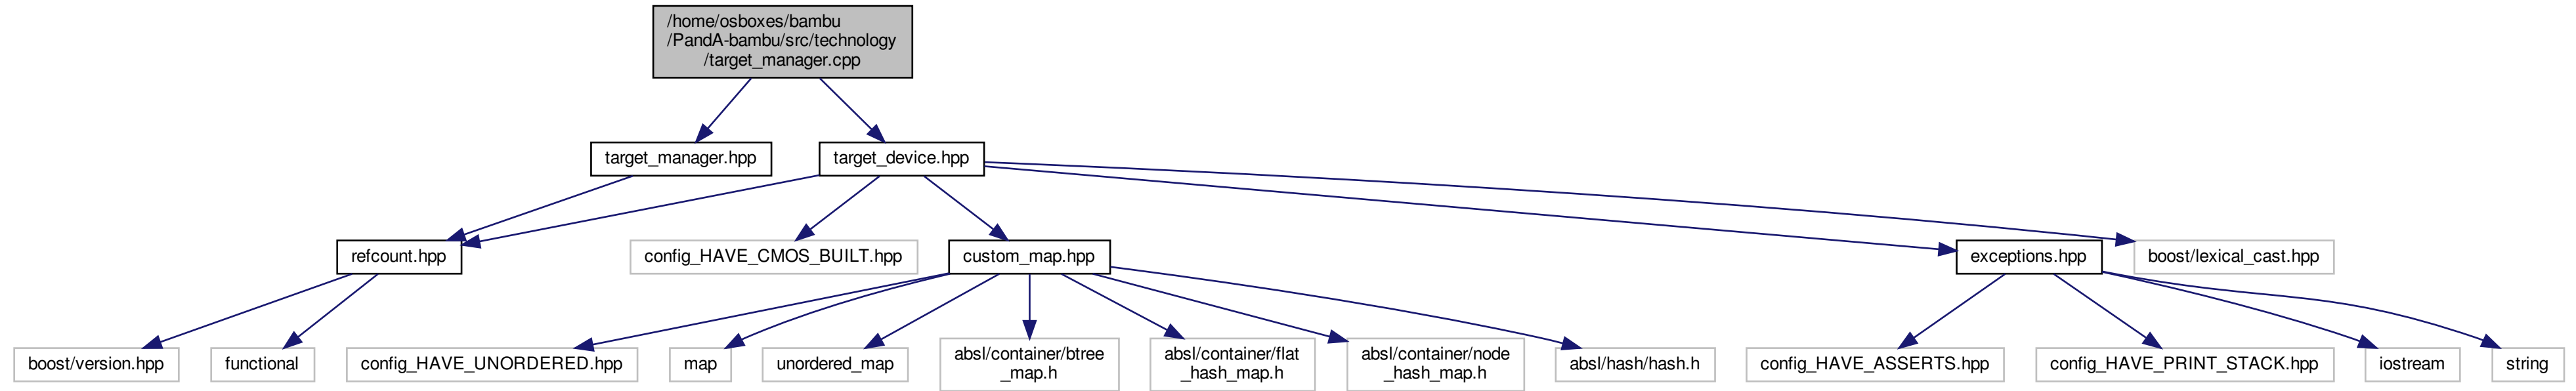 /home/osboxes/bambu
/PandA-bambu/src/technology
/target_manager.cpp
target_manager.hpp
target_device.hpp
refcount.hpp
config_HAVE_CMOS_BUILT.hpp
custom_map.hpp
exceptions.hpp
boost/lexical_cast.hpp
boost/version.hpp
functional
config_HAVE_UNORDERED.hpp
map
unordered_map
absl/container/btree
_map.h
absl/container/flat
_hash_map.h
absl/container/node
_hash_map.h
absl/hash/hash.h
config_HAVE_ASSERTS.hpp
config_HAVE_PRINT_STACK.hpp
iostream
string